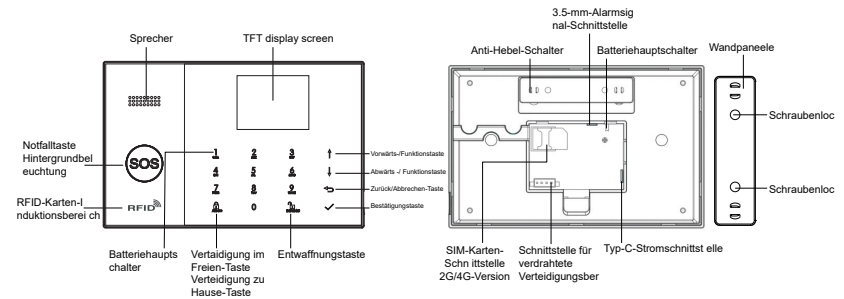 3.5-mm-Alarmsig
nal-Schnittstelle
Sprecher
TFT display screen
Anti-Hebel-Schalter
Batteriehauptschalter
Wandpaneele
Schraubenloc
Notfalltaste
Hintergrundbel
euchtung
SOS
1
2
3
Vorwärts-/Funktionstaste
4
5
6
Abwärts -/ Funktionstaste
7
8
9
Zurück/Abbrechen-Taste
Schraubenloc
RFID-Karten-I
nduktionsberei ch
RFID
0
Bestätigungstaste
Batteriehaupts
chalter
Vertaidigung im
Freien-Taste
Verteidigung zu
Hause-Taste
Entwaffnungstaste
SIM-Karten-
Schn ittstelle
2G/4G-Version
Schnittstelle für
verdrahtete
Verteidigungsber
Typ-C-Stromschnittst elle